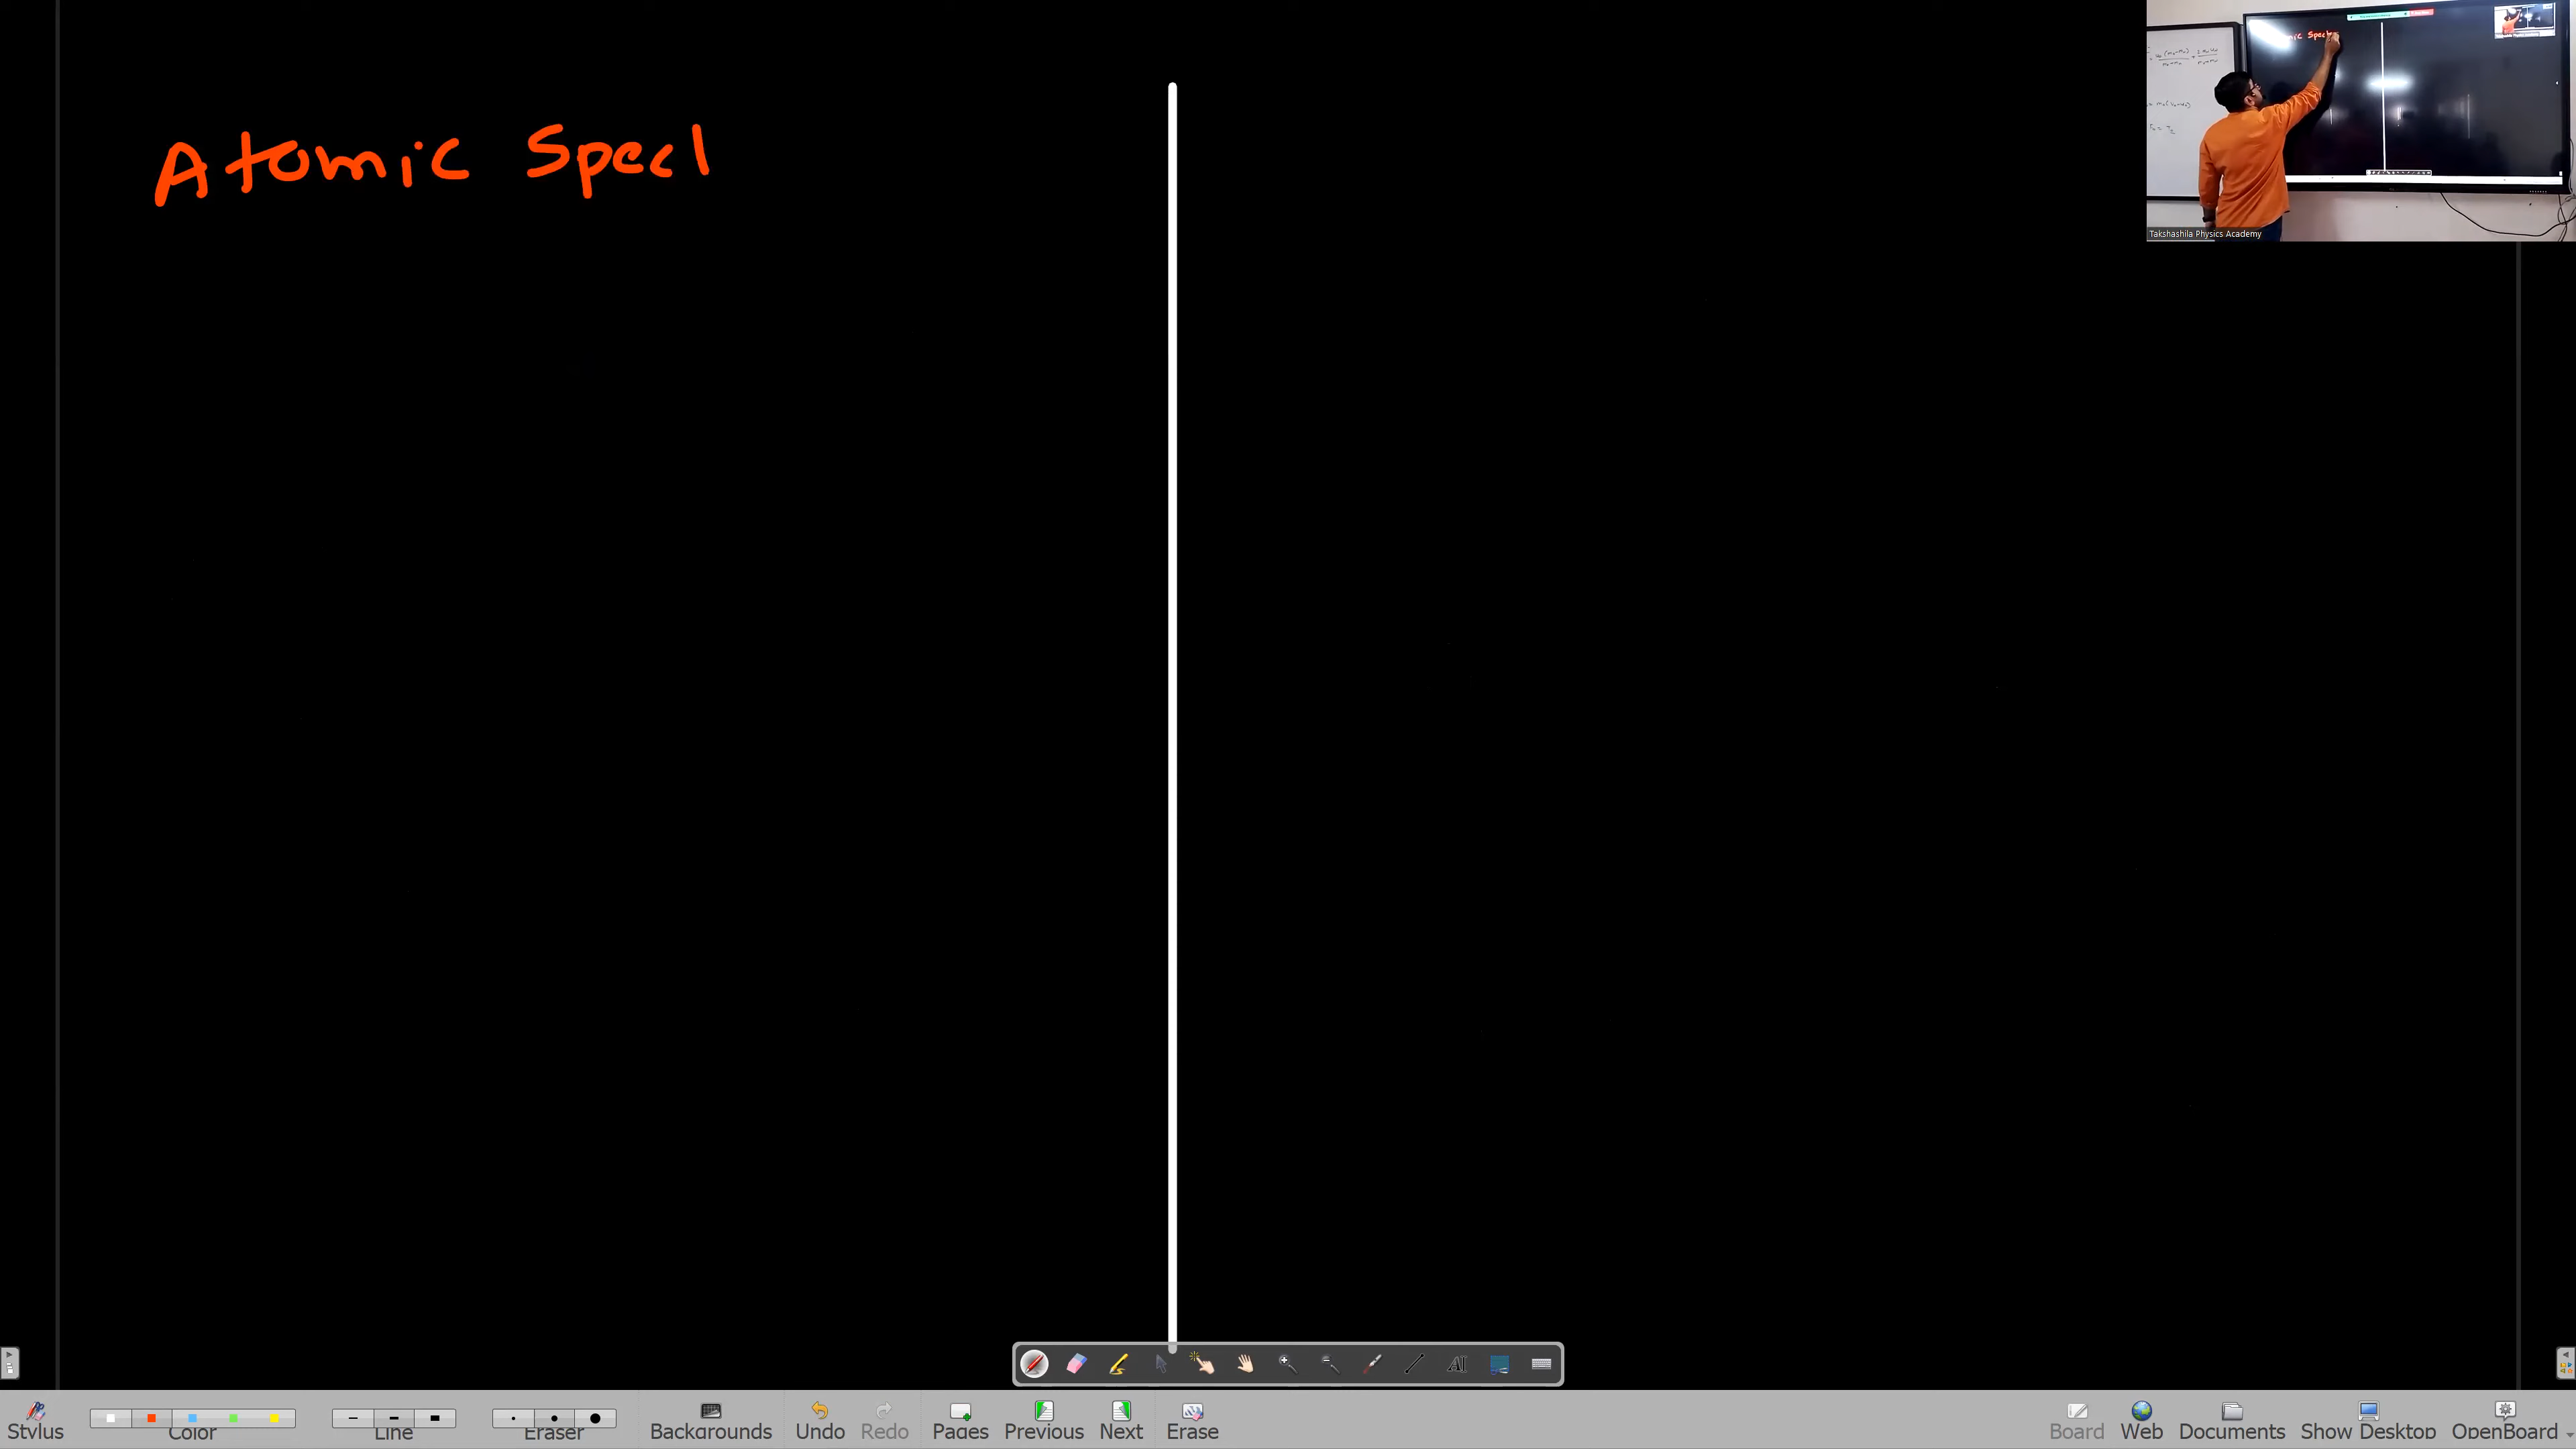 Atomic Specl
Takshashila Physics Academy
Stylus
Color
Line
Eraser
Backgrounds
Undo
Redo
Pages
Previous
Next
Erase
Board
Web
Documents
Show Desktop
OpenBoard